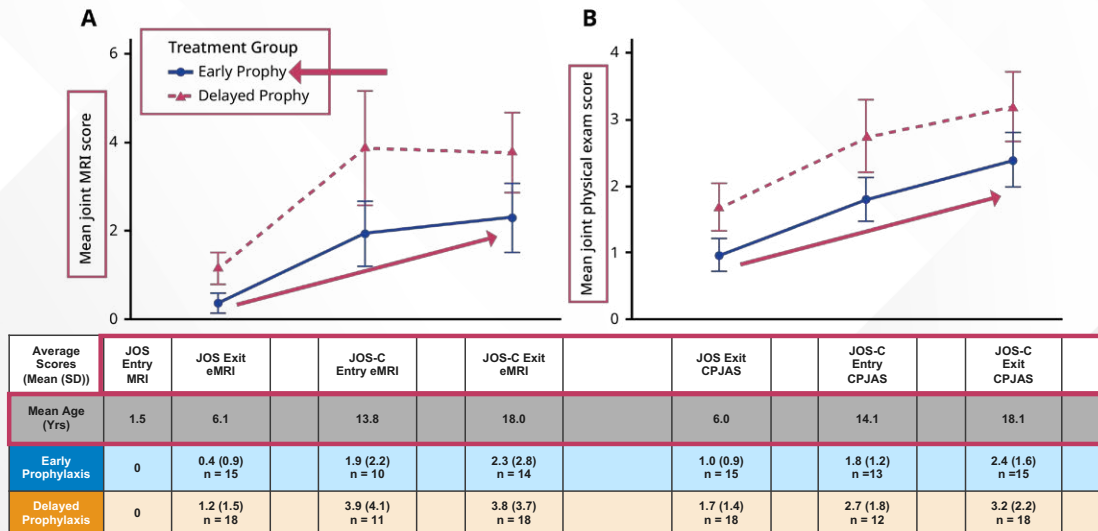 A
B
Treatment Group
Early Prophy
Delayed Prophy
Mean joint MRI score
6
4
2
0
Mean joint physical exam score
4
3
2
1
0
Average
Scores
(Mean (SD))
JOS
Entry
MRI
JOS Exit
eMRI
JOS-C
Entry eMRI
JOS-C Exit
eMRI
JOS Exit
CPJAS
JOS-C
Entry
CPJAS
JOS-C
Exit
CPJAS
Mean Age
(Yrs)
1.5
6.1
13.8
18.0
6.0
14.1
18.1
Early
Prophylaxis
0
0.4 (0.9)
n = 15
1.9 (2.2)
n = 10
2.3 (2.8)
n = 14
1.0 (0.9)
n = 15
1.8 (1.2)
n =13
2.4 (1.6)
n =15
Delayed
Prophylaxis
0
1.2 (1.5)
n = 18
3.9 (4.1)
n = 11
3.8 (3.7)
n = 18
1.7 (1.4)
n = 18
2.7 (1.8)
n = 12
3.2 (2.2)
n = 18